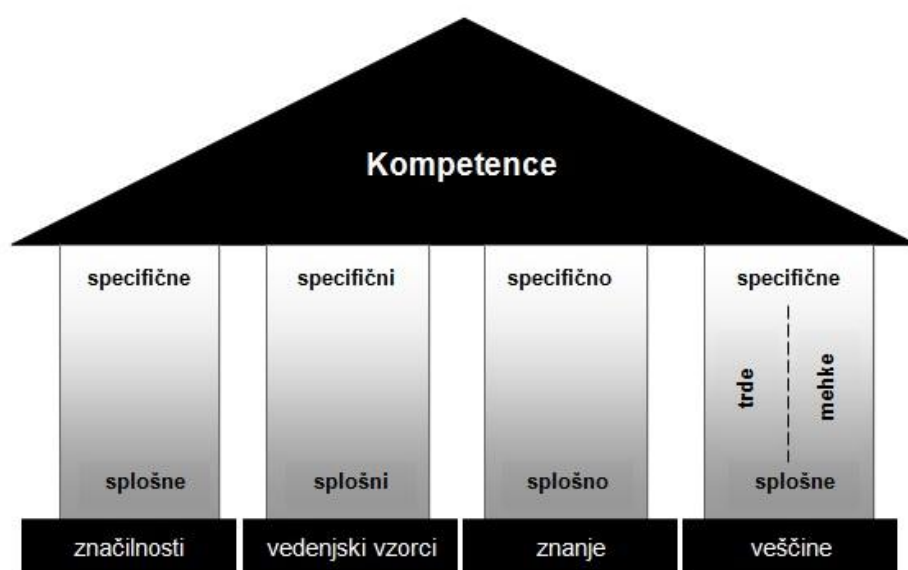 Kompetence
specifične specifični specifično specifične
trde mehke
splošne splošni splošno splošne
značilnosti vedenjski vzorci znanje veščine